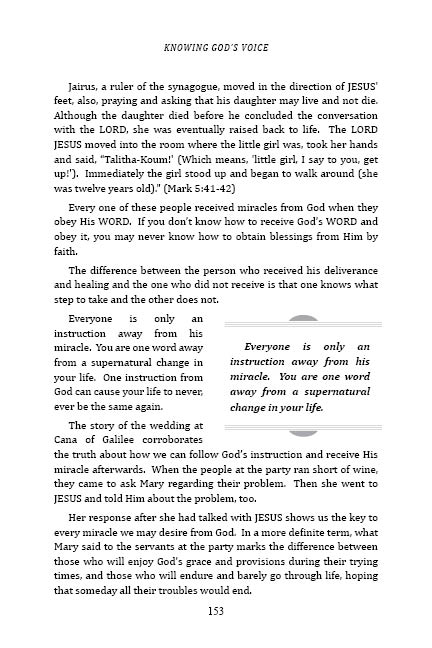 KNOWING GOD'S VOICE
Jairus, a ruler of the synagogue, moved in the direction of JESUS'
feet, also, praying and asking that his daughter may live and not die.
Although the daughter died before he concluded the conversation
with the LORD, she was eventually raised back to life. The LORD
JESUS moved into the room where the little girl was, took her hands
and said, “Talitha-Koum!' (Which means, ‘little girl, I say to you, get
up!’). Immediately the girl stood up and began to walk around (she
was twelve years old).” (Mark 5:41-42)
Every one of these people received miracles from God when they
obey His WORD. If you don't know how to receive God's WORD and
obey it, you may never know how to obtain blessings from Him by
faith.
The difference between the person who received his deliverance
and healing and the one who did not receive is that one knows what
step to take and the other does not.
Everyone is only an
instruction away from his
miracle. You are one word away
from a supernatural change in
your life. One instruction from
God can cause your life to never,
ever be the same again.
Everyone is only an
instruction away from his
miracle. You are one word
away from a supernatural
change in your life.
The story of the wedding at
Cana of Galilee corroborates
the truth about how we can follow God's instruction and receive His
miracle afterwards. When the people at the party ran short of wine,
they came to ask Mary regarding their problem. Then she went to
JESUS and told Him about the problem, too.
Her response after she had talked with JESUS shows us the key to
every miracle we may desire from God. In a more definite term, what
Mary said to the servants at the party marks the difference between
those who will enjoy God's grace and provisions during their trying
times, and those who will endure and barely go through life, hoping
that someday all their troubles would end.
153